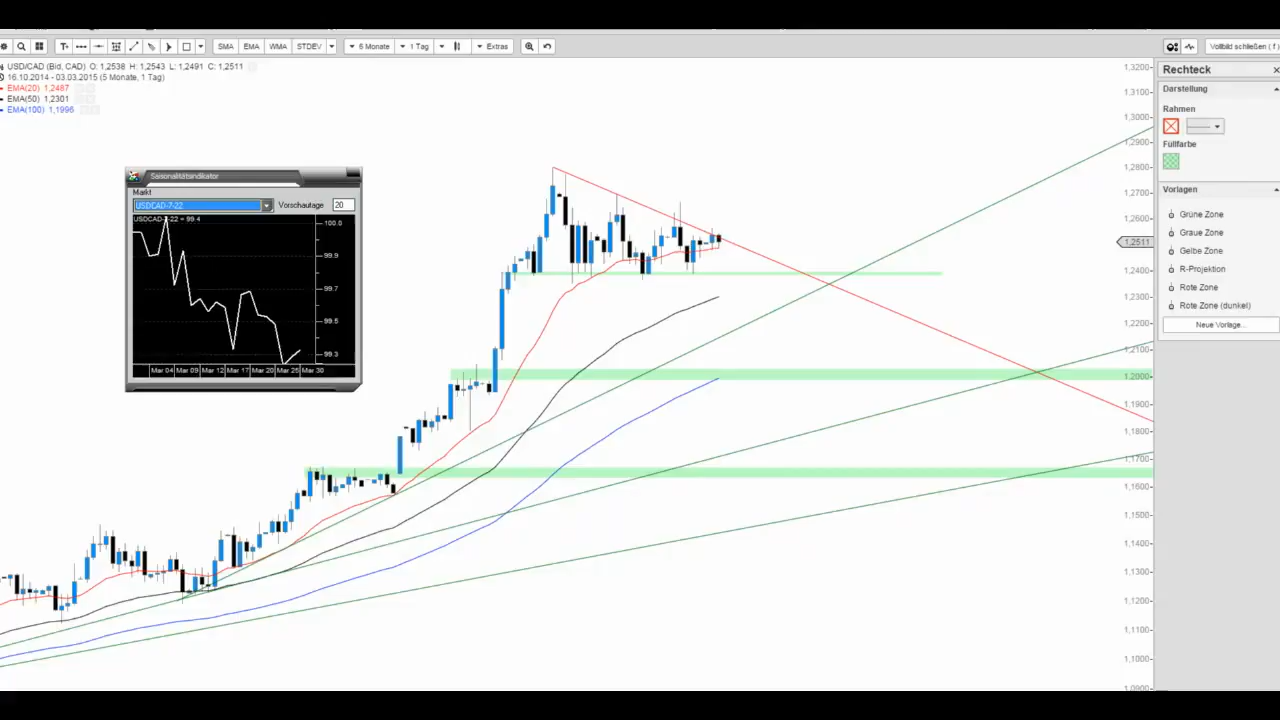 SMA EMA WMA STDEV 6 Monate 1 Tag Extras Vollbild schließen ( f )
USD/CAD (Bid, CAD) O: 1,2538 H: 1,2543 L: 1,2491 C: 1,2511
16.10.2014 - 03.03.2015 (5 Monate, 1 Tag)
EMA(20) 1,2487
EMA(50) 1,2301
EMA(100) 1,1996
Saisonalitätsindikator
Markt
USDCAD-7-22 Vorschautage 20
USDCAD-7-22 = 99.4
100.0
99.9
99.7
99.5
99.3
Mar 04 Mar 09 Mar 12 Mar 17 Mar 20 Mar 25 Mar 30
1,3200
1,3100
1,3000
1,2900
1,2800
1,2700
1,2600
1,2511
1,2400
1,2300
1,2200
1,2100
1,2000
1,1900
1,1800
1,1700
1,1600
1,1500
1,1400
1,1300
1,1200
1,1100
1,1000
1,0900
Rechteck
Darstellung
Rahmen
Füllfarbe
Vorlagen
Grüne Zone
Graue Zone
Gelbe Zone
R-Projektion
Rote Zone
Rote Zone (dunkel)
Neue Vorlage...